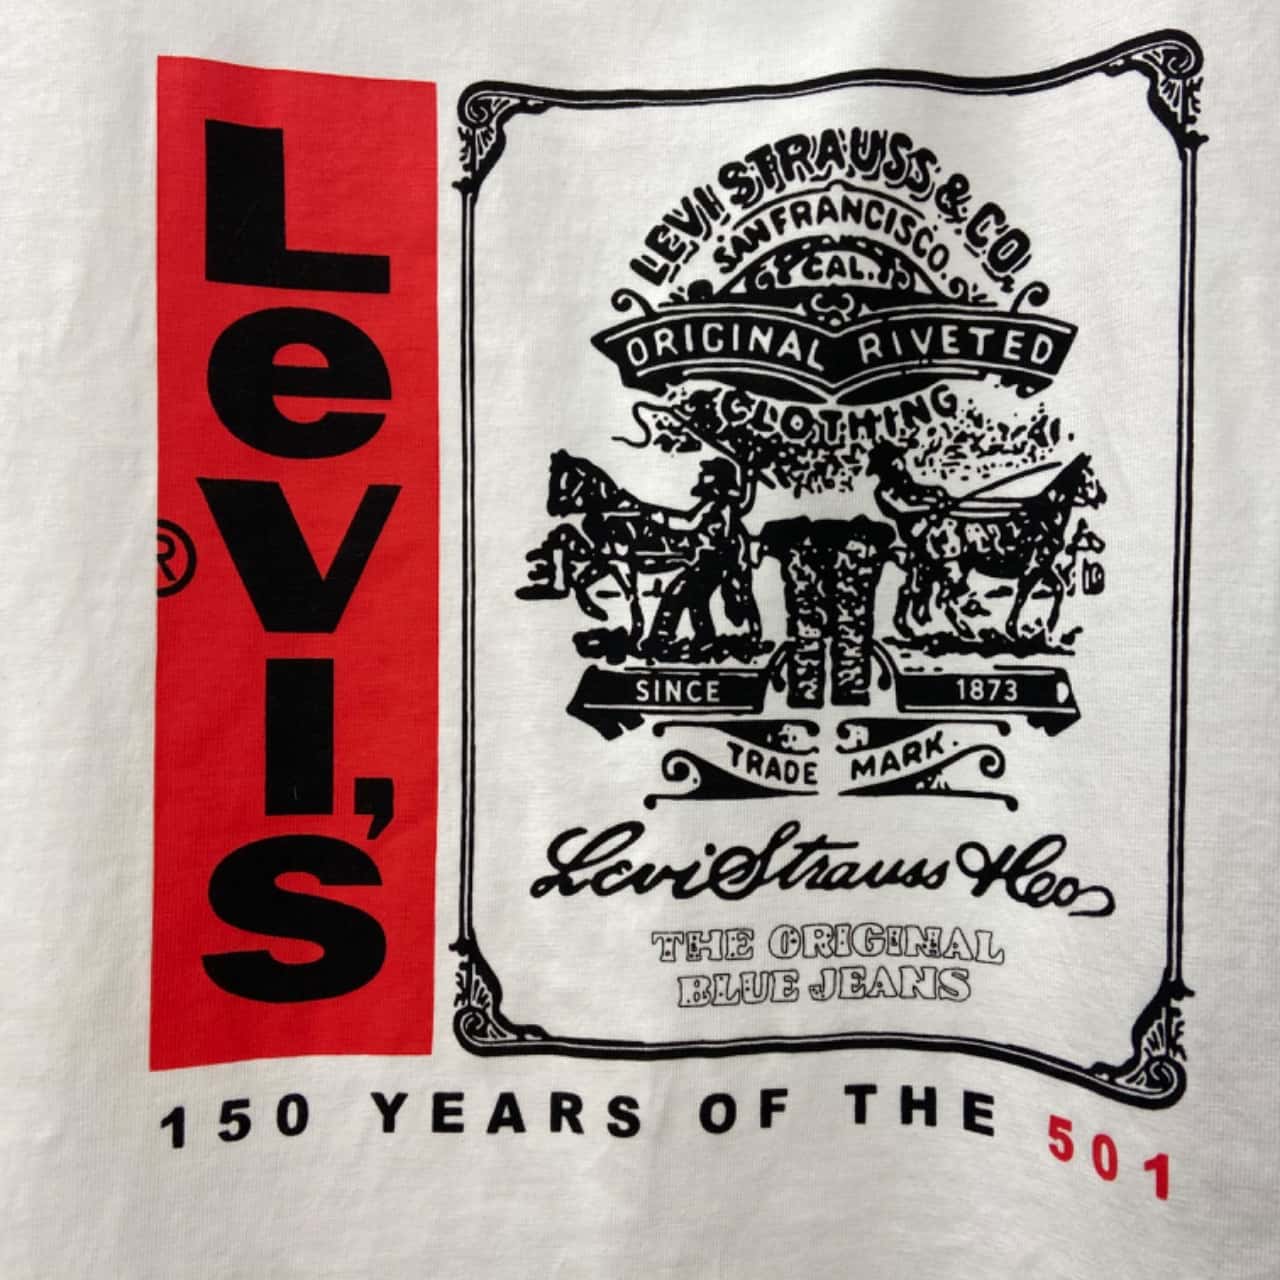 LeVI'S
®
LEVI STRAUSS & CO.
SAN FRANCISCO.
CAL.
ORIGINAL RIVETED
CLOTHING
SINCE 1873
TRADE MARK.
Levi Strauss & Co
THE ORIGINAL
BLUE JEANS
150 YEARS OF THE 501